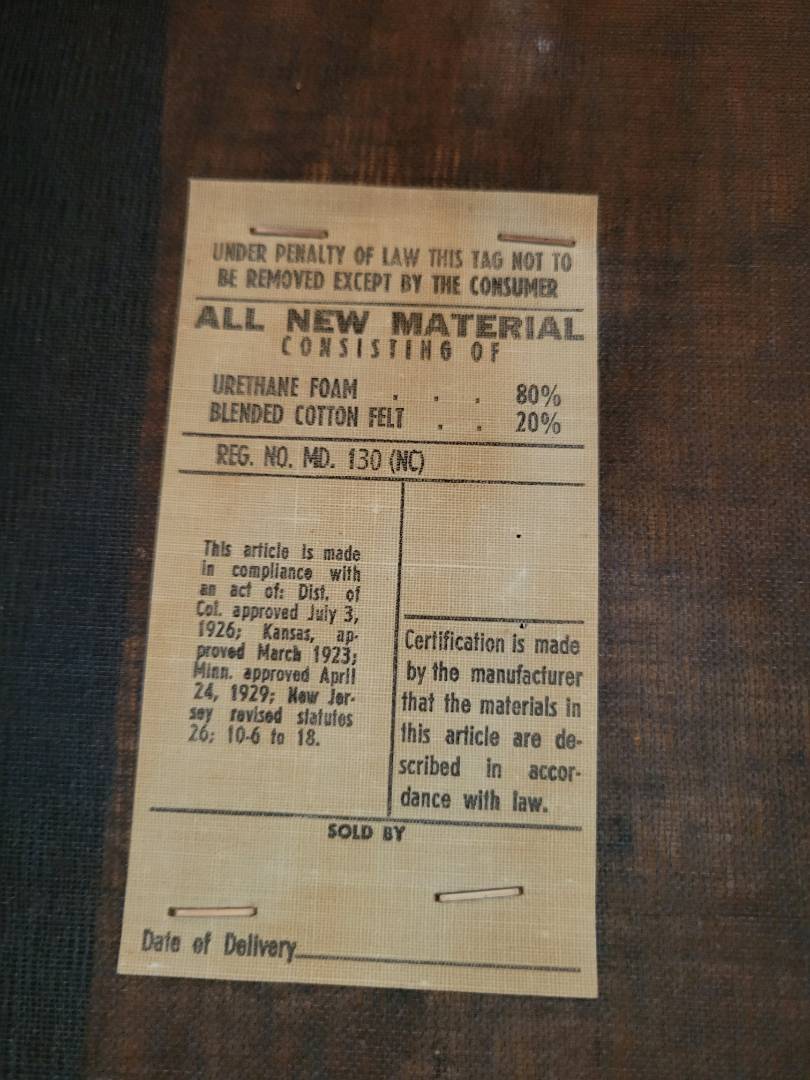 UNDER PENALTY OF LAW THIS TAG NOT TO
BE REMOVED EXCEPT BY THE CONSUMER
ALL NEW MATERIAL
CONSISTING OF
URETHANE FOAM . . . 80%
BLENDED COTTON FELT . . 20%
REG. NO. MD. 130 (NC)
This article is made
in compliance with
an act of: Dist. of
Col. approved July 3,
1926; Kansas, ap-
proved March 1923;
Minn. approved April
24, 1929; New Jer-
sey revised statutes
26; 10-6 to 18.
Certification is made
by the manufacturer
that the materials in
this article are de-
scribed in accor-
dance with law.
SOLD BY
Date of Delivery